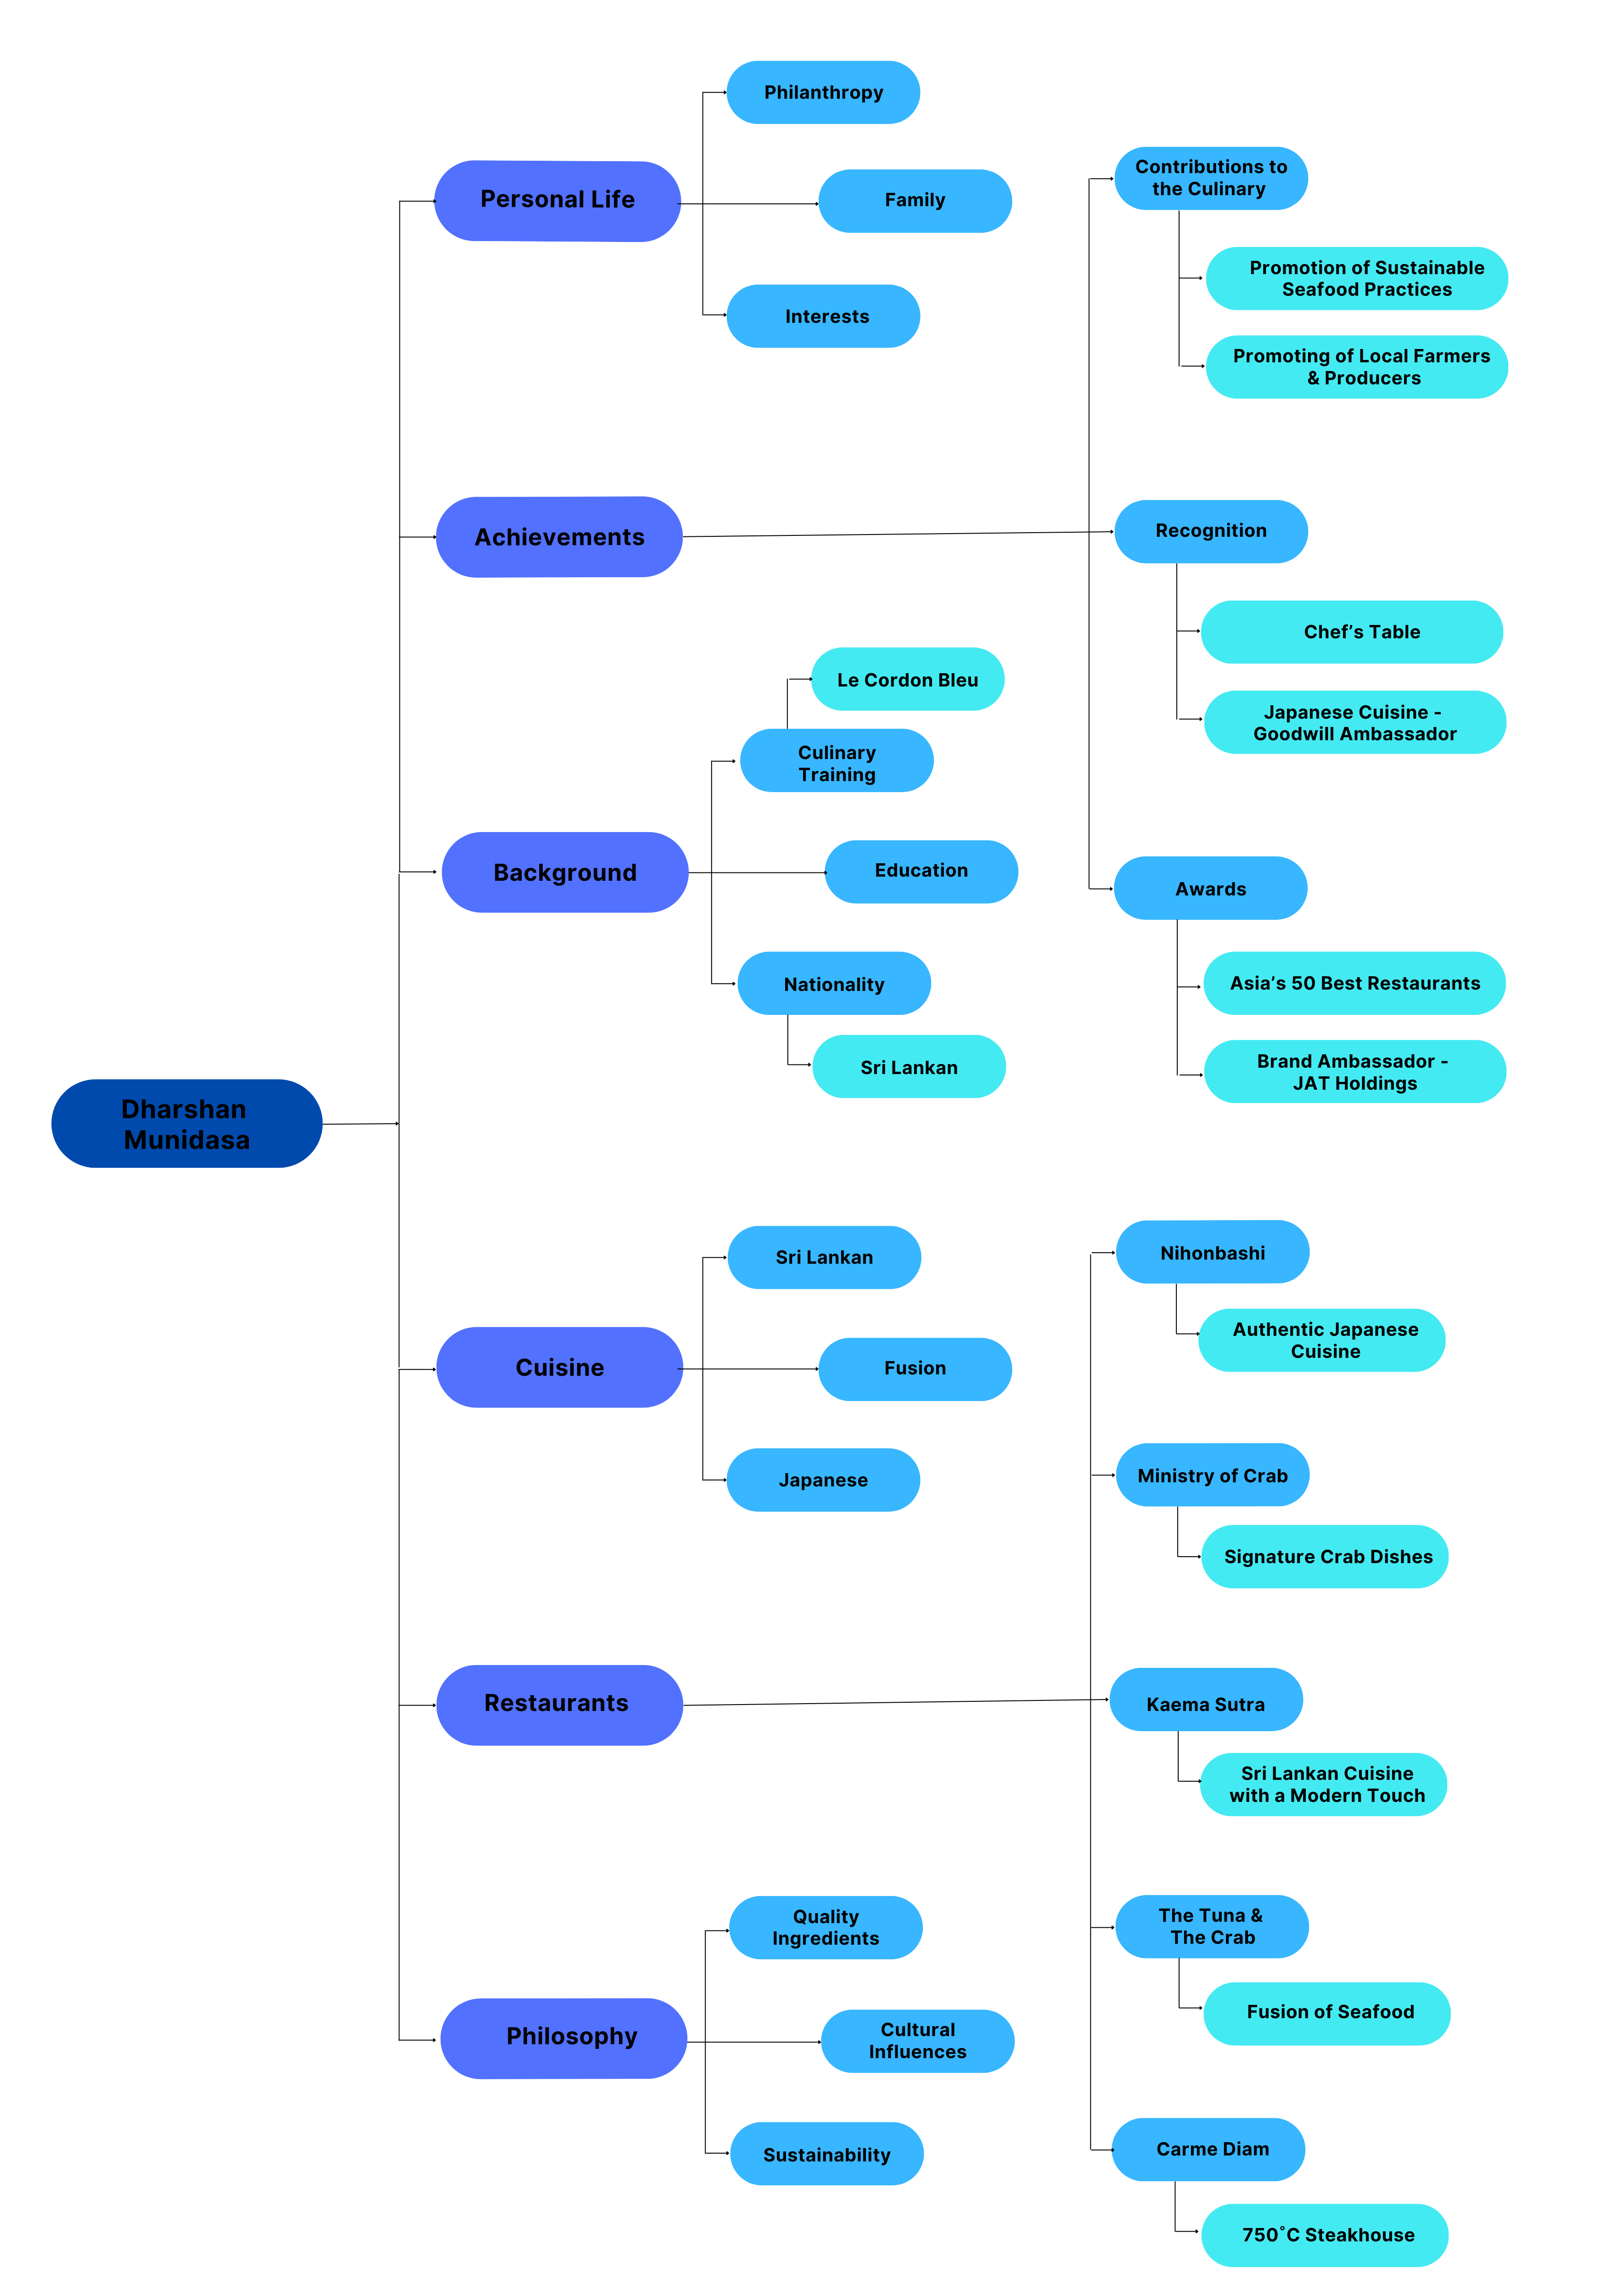 Dharshan
Munidasa
Personal Life
Philanthropy
Family
Interests
Achievements
Contributions to
the Culinary
Promotion of Sustainable
Seafood Practices
Promoting of Local Farmers
& Producers
Recognition
Chef’s Table
Japanese Cuisine -
Goodwill Ambassador
Awards
Asia’s 50 Best Restaurants
Brand Ambassador -
JAT Holdings
Background
Le Cordon Bleu
Culinary
Training
Education
Nationality
Sri Lankan
Cuisine
Sri Lankan
Fusion
Japanese
Restaurants
Nihonbashi
Authentic Japanese
Cuisine
Ministry of Crab
Signature Crab Dishes
Kaema Sutra
Sri Lankan Cuisine
with a Modern Touch
The Tuna &
The Crab
Fusion of Seafood
Carme Diam
750°C Steakhouse
Philosophy
Quality
Ingredients
Cultural
Influences
Sustainability